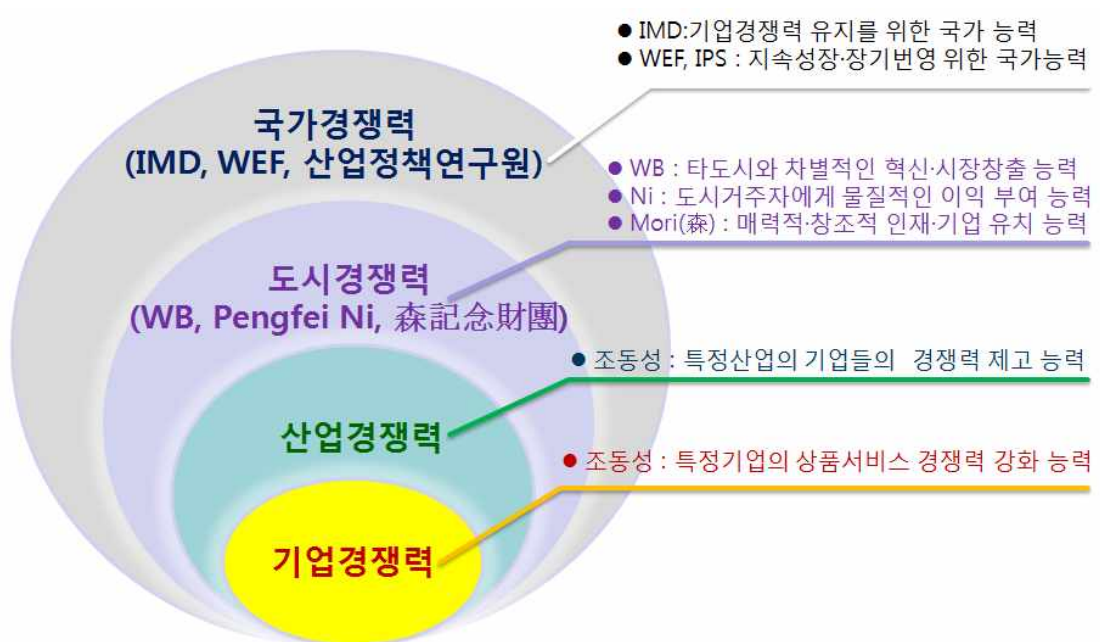 ● IMD:기업경쟁력 유지를 위한 국가 능력
● WEF, IPS : 지속성장·장기번영 위한 국가능력
국가경쟁력
(IMD, WEF, 산업정책연구원)
● WB : 타도시와 차별적인 혁신·시장창출 능력
● Ni : 도시거주자에게 물질적인 이익 부여 능력
● Mori(森) : 매력적·창조적 인재·기업 유치 능력
도시경쟁력
(WB, Pengfei Ni, 森記念財團)
● 조동성 : 특정산업의 기업들의 경쟁력 제고 능력
산업경쟁력
● 조동성 : 특정기업의 상품서비스 경쟁력 강화 능력
기업경쟁력